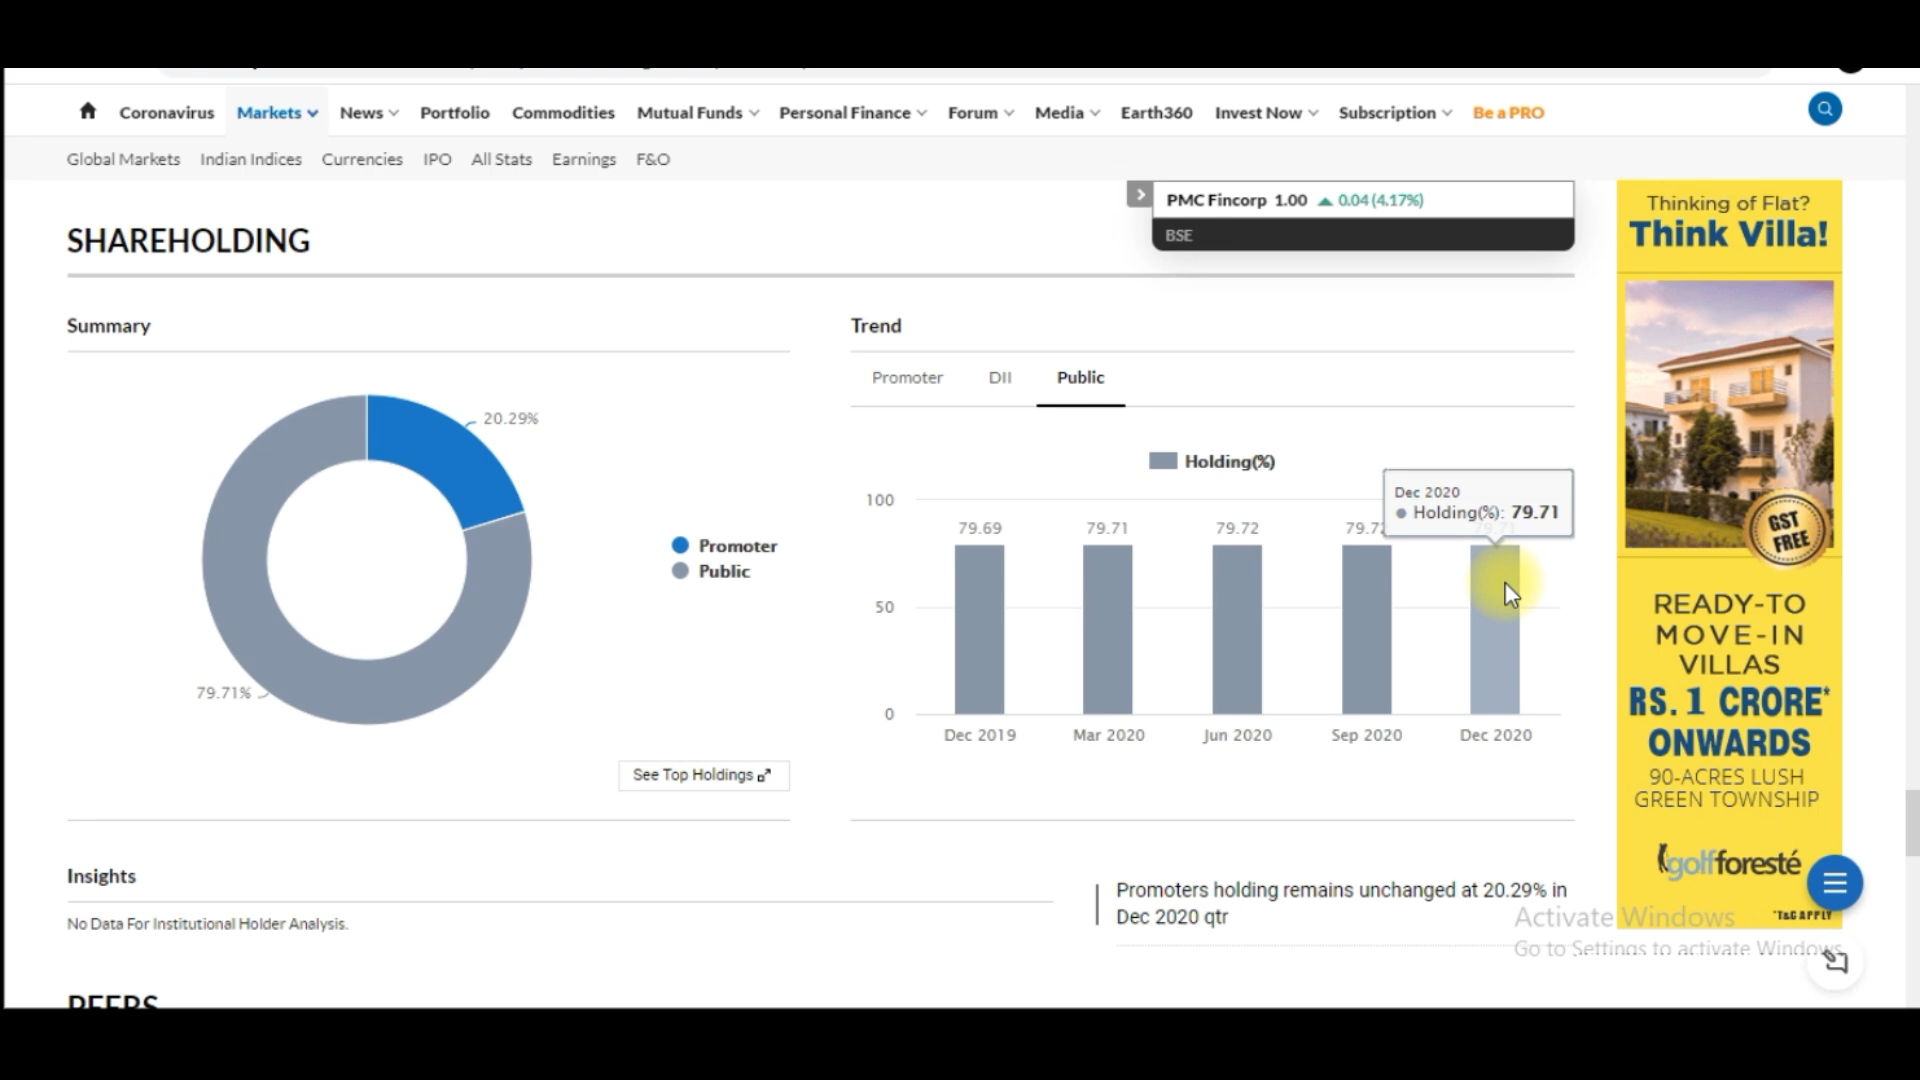 Coronavirus Markets News Portfolio Commodities Mutual Funds Personal Finance Forum Media Earth360 Invest Now Subscription Be a PRO
Global Markets Indian Indices Currencies IPO All Stats Earnings F&O
PMC Fincorp 1.00 ▲ 0.04 (4.17%)
BSE
SHAREHOLDING
Summary
20.29%
79.71%
Promoter
Public
See Top Holdings
Trend
Promoter DII Public
Holding(%)
100
50
0
79.69 79.71 79.72
Dec 2020
Holding(%): 79.71
Dec 2019 Mar 2020 Jun 2020 Sep 2020 Dec 2020
Insights
No Data For Institutional Holder Analysis.
Promoters holding remains unchanged at 20.29% in
Dec 2020 qtr
PEERS
Thinking of Flat?
Think Villa!
GST
FREE
READY-TO
MOVE-IN
VILLAS
RS. 1 CRORE*
ONWARDS
90-ACRES LUSH
GREEN TOWNSHIP
golfforesté
*T&C APPLY
Activate Windows
Go to Settings to activate Windows.